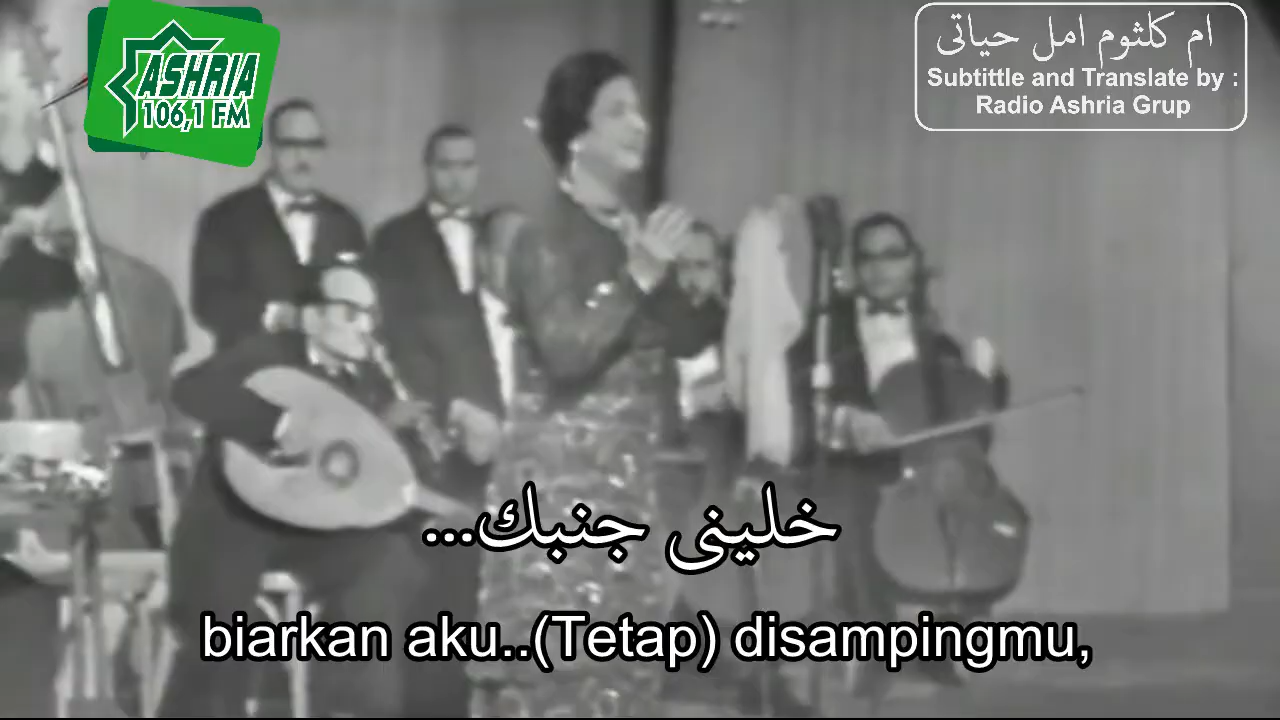 ASHRIA
106,1 FM
ام كلثوم امل حياتى
Subtittle and Translate by :
Radio Ashria Grup
خلينى جنبك...
biarkan aku..(Tetap) disampingmu,